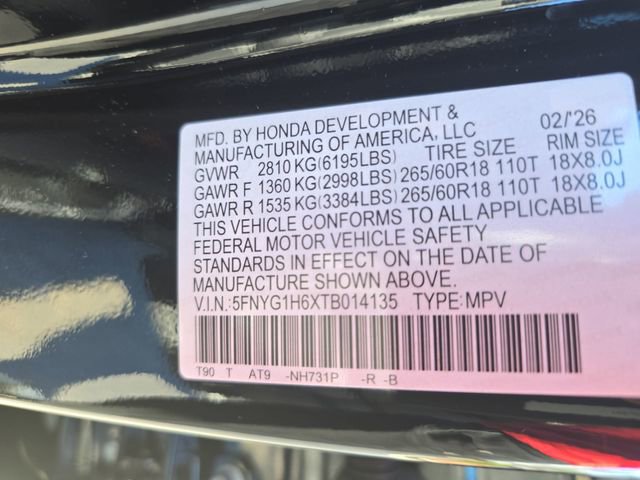 MFD. BY HONDA DEVELOPMENT & 02/'26
MANUFACTURING OF AMERICA, LLC
GVWR 2810 KG(6195LBS) TIRE SIZE RIM SIZE
GAWR F 1360 KG(2998LBS) 265/60R18 110T 18X8.0J
GAWR R 1535 KG(3384LBS) 265/60R18 110T 18X8.0J
THIS VEHICLE CONFORMS TO ALL APPLICABLE
FEDERAL MOTOR VEHICLE SAFETY
STANDARDS IN EFFECT ON THE DATE OF
MANUFACTURE SHOWN ABOVE.
V.I.N.: 5FNYG1H6XTB014135 TYPE: MPV
T90 T AT9 -NH731P -R -B